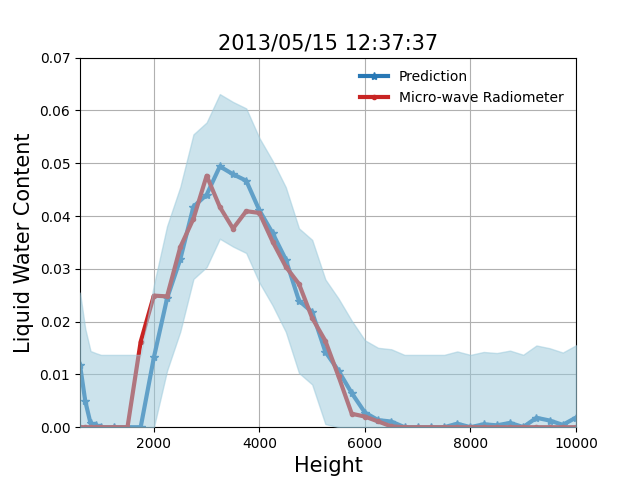 2013/05/15 12:37:37
0.07
0.06
0.05
0.04
0.03
0.02
0.01
0.00
Liquid Water Content
Prediction
Micro-wave Radiometer
2000 4000 6000 8000 10000
Height